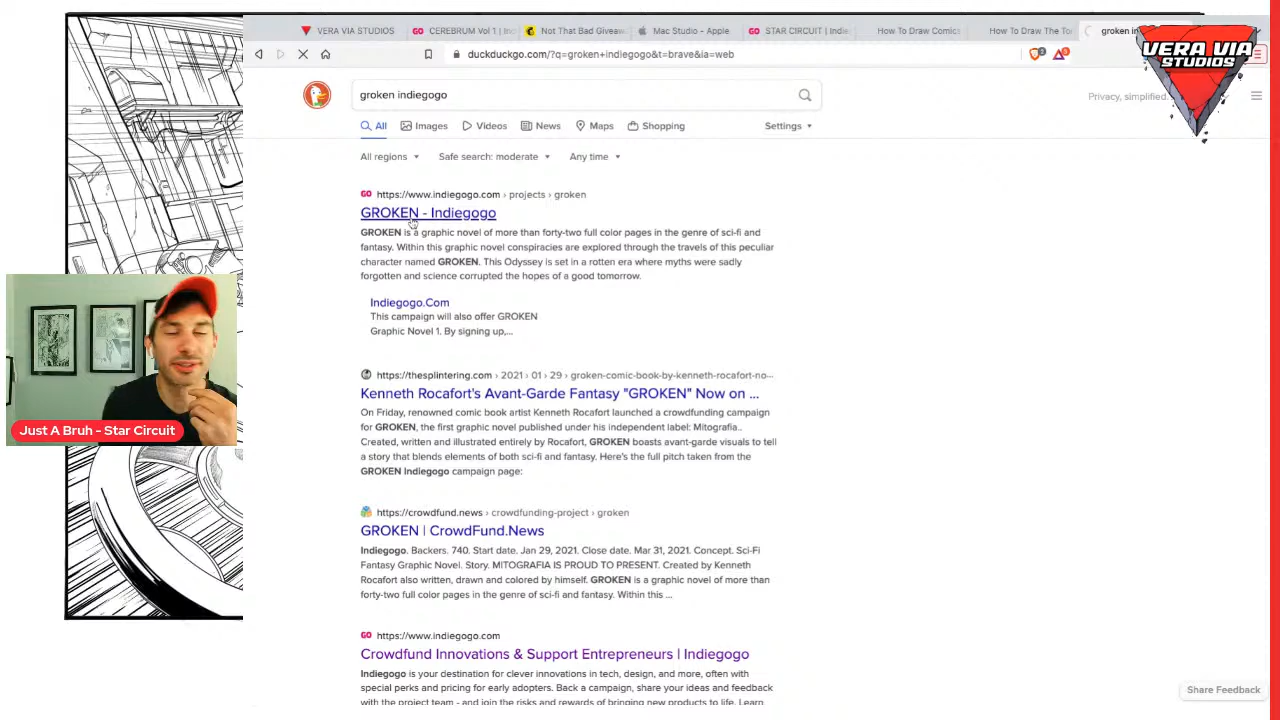 VERA VIA STUDIOS
CEREBRUM Vol 1 | Ind
Not That Bad Giveaw
Mac Studio - Apple
STAR CIRCUIT | Indie
How To Draw Comics
How To Draw The To
groken in
duckduckgo.com/?q=groken+indiegogo&t=brave&ia=web
VERA VIA
STUDIOS
groken indiegogo
Privacy, simplified.
All
Images
Videos
News
Maps
Shopping
Settings
All regions
Safe search: moderate
Any time
GO https://www.indiegogo.com › projects › groken
GROKEN - Indiegogo
GROKEN is a graphic novel of more than forty-two full color pages in the genre of sci-fi and
fantasy. Within this graphic novel conspiracies are explored through the travels of this peculiar
character named GROKEN. This Odyssey is set in a rotten era where myths were sadly
forgotten and science corrupted the hopes of a good tomorrow.
Indiegogo.Com
This campaign will also offer GROKEN
Graphic Novel 1. By signing up,...
https://thesplintering.com › 2021 › 01 › 29 › groken-comic-book-by-kenneth-rocafort-no...
Kenneth Rocafort's Avant-Garde Fantasy "GROKEN" Now on ...
On Friday, renowned comic book artist Kenneth Rocafort launched a crowdfunding campaign
for GROKEN, the first graphic novel published under his independent label: Mitografia..
Created, written and illustrated entirely by Rocafort, GROKEN boasts avant-garde visuals to tell
a story that blends elements of both sci-fi and fantasy. Here's the full pitch taken from the
GROKEN Indiegogo campaign page:
Just A Bruh - Star Circuit
https://crowdfund.news › crowdfunding-project › groken
GROKEN | CrowdFund.News
Indiegogo. Backers. 740. Start date. Jan 29, 2021. Close date. Mar 31, 2021. Concept. Sci-Fi
Fantasy Graphic Novel. Story. MITOGRAFIA IS PROUD TO PRESENT. Created by Kenneth
Rocafort also written, drawn and colored by himself. GROKEN is a graphic novel of more than
forty-two full color pages in the genre of sci-fi and fantasy. Within this ...
GO https://www.indiegogo.com
Crowdfund Innovations & Support Entrepreneurs | Indiegogo
Indiegogo is your destination for clever innovations in tech, design, and more, often with
special perks and pricing for early adopters. Back a campaign, share your ideas and feedback
with the project team - and join the risks and rewards of bringing new products to life. Learn
Share Feedback